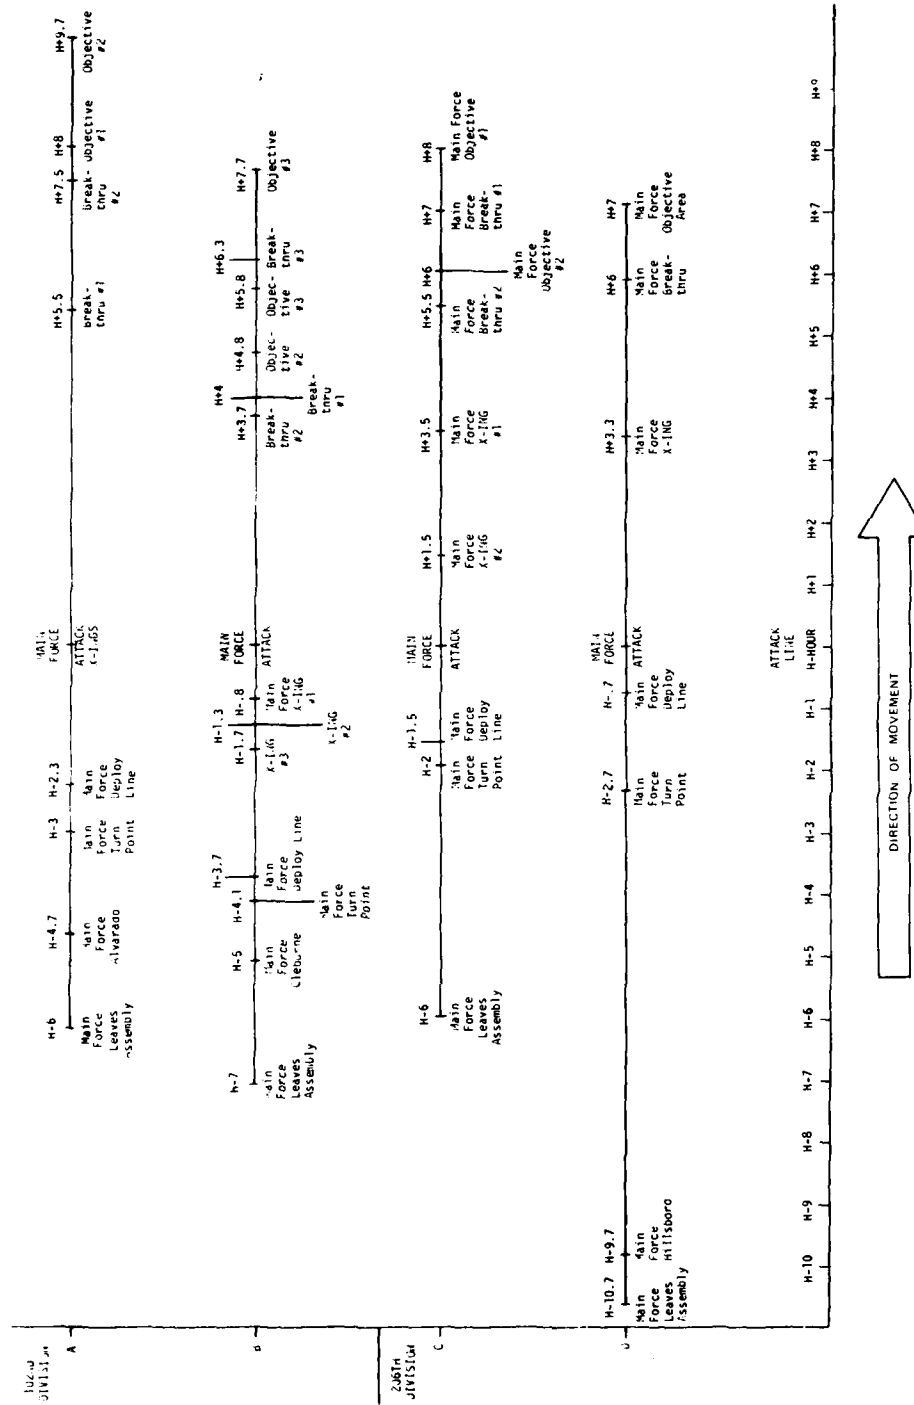 102ND
DIVISION
A
H-6
Main
Force
Leaves
Assembly
H-4.7
Main
Force
Alvarado
H-3
Main
Force
Turn
Point
H-2.3
Main
Force
Deploy
Line
MAIN
FORCE
ATTACK
X-INGS
H+5.5
Break-
thru #1
H+7.5
Break-
thru
#2
H+8
Objective
#1
H+9.7
Objective
#2
B
H-7
Main
Force
Leaves
Assembly
H-5
Main
Force
Cleburne
H-4.1
Main
Force
Turn
Point
H-3.7
Main
Force
Deploy Line
H-1.7
X-ING
#3
H-1.3
X-ING
#2
H-.8
Main
Force
X-ING
#1
MAIN
FORCE
ATTACK
H+3.7
Break-
thru
#2
H+4
Break-
thru
#1
H+4.8
Objec-
tive
#2
H+5.8
Objec-
tive
#3
H+6.3
Break-
thru
#3
H+7.7
Objective
#3
206TH
DIVISION
C
H-6
Main
Force
Leaves
Assembly
H-2
Main
Force
Turn
Point
H-1.5
Main
Force
Deploy
Line
MAIN
FORCE
ATTACK
H+1.5
Main
Force
X-ING
#2
H+3.5
Main
Force
X-ING
#1
H+5.5
Main
Force
Break-
thru #2
H+6
Main
Force
Objective
#2
H+7
Main
Force
Break-
thru #1
H+8
Main Force
Objective
#1
D
H-10.7
Main
Force
Leaves
Assembly
H-9.7
Main
Force
Hillsboro
H-2.7
Main
Force
Turn
Point
H-.7
Main
Force
Deploy
Line
MAIN
FORCE
ATTACK
H+3.3
Main
Force
X-ING
H+6
Main
Force
Break-
thru
H+7
Main
Force
Objective
Area
ATTACK
LINE
H-10 H-9 H-8 H-7 H-6 H-5 H-4 H-3 H-2 H-1 H-HOUR H+1 H+2 H+3 H+4 H+5 H+6 H+7 H+8 H+9
DIRECTION OF MOVEMENT